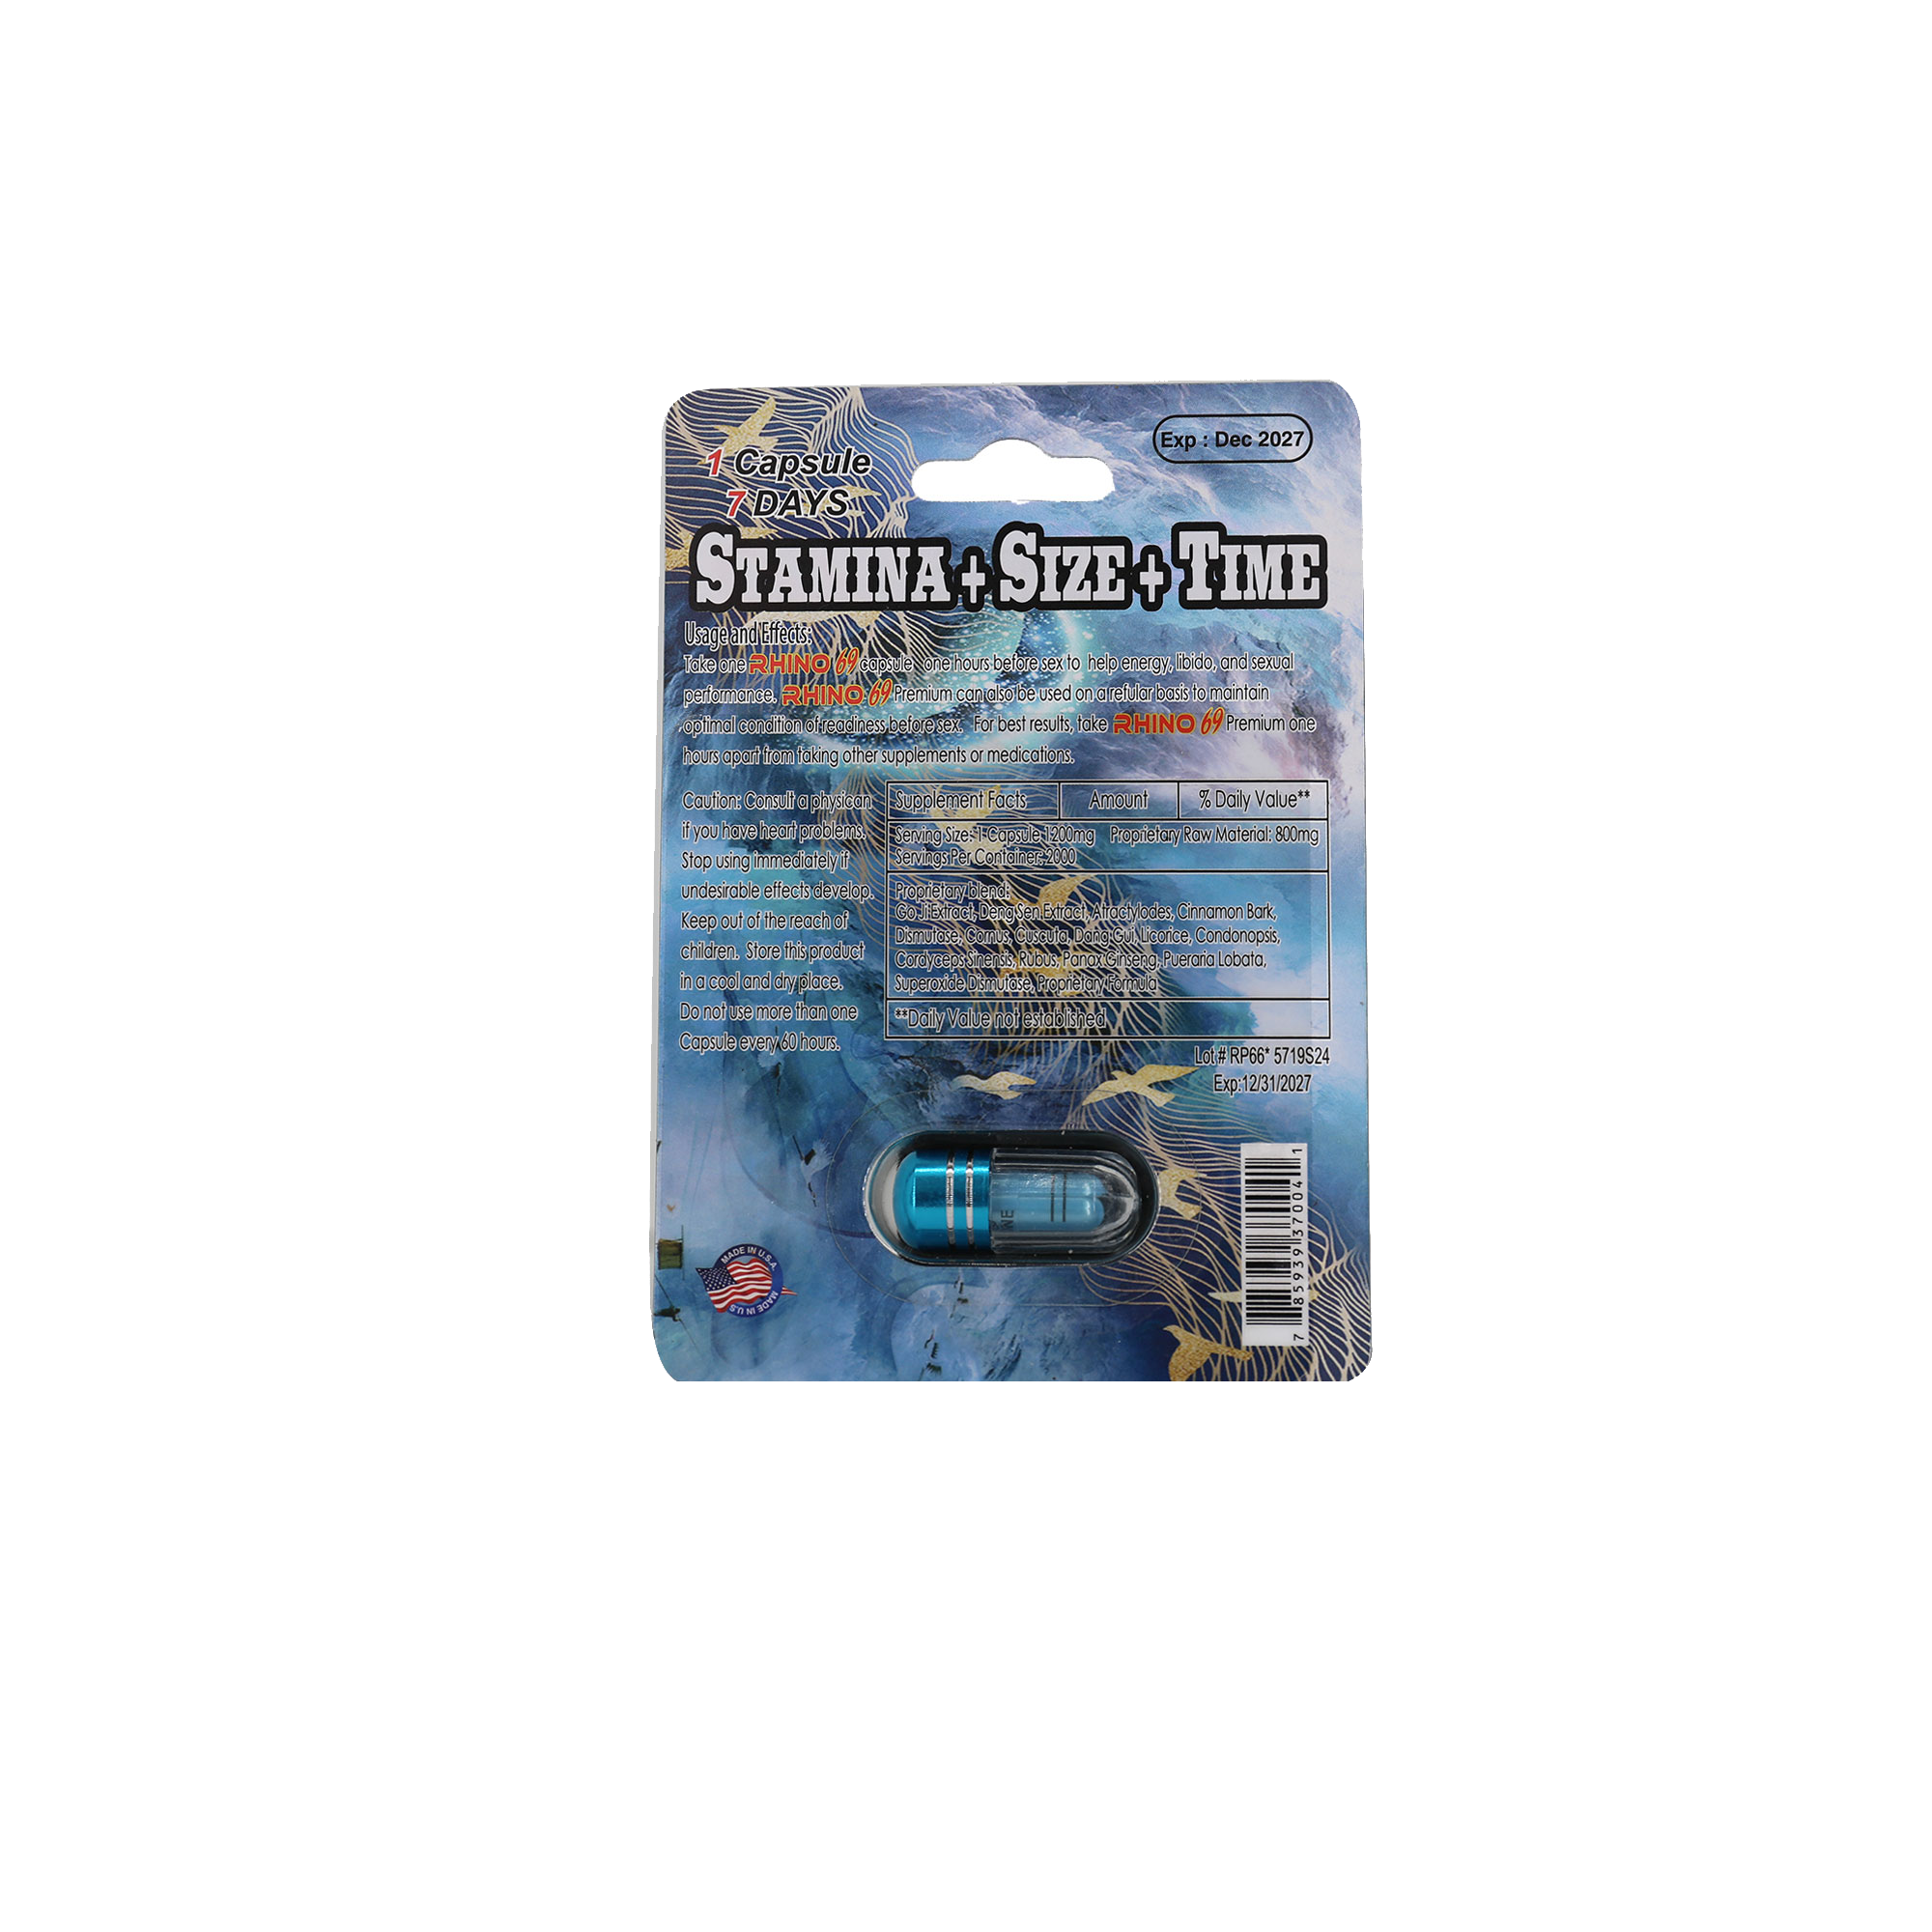 Exp : Dec 2027
1 Capsule
7 DAYS
STAMINA + SIZE + TIME
Usage and Effects:
Take one RHINO 69 capsule one hours before sex to help energy, libido, and sexual
performance. RHINO 69 Premium can also be used on a refular basis to maintain
optimal condition of readiness before sex. For best results, take RHINO 69 Premium one
hours apart from taking other supplements or medications.
Caution: Consult a physican
if you have heart problems.
Stop using immediately if
undesirable effects develop.
Keep out of the reach of
children. Store this product
in a cool and dry place.
Do not use more than one
Capsule every 60 hours.
Supplement Facts Amount % Daily Value**
Serving Size: 1 Capsule 1200mg Proprietary Raw Material: 800mg
Servings Per Container: 2000
Proprietary blend:
Go Ji Extract, Deng Sen Extract, Atractylodes, Cinnamon Bark,
Dismutase, Cornus, Cuscuta, Dang Gui, Licorice, Condonopsis,
Cordyceps Sinensis, Rubus, Panax Ginseng, Pueraria Lobata,
Superoxide Dismutase, Proprietary Formula
**Daily Value not established
Lot # RP66* 5719S24
Exp:12/31/2027
MADE IN U.S.A.
MADE IN U.S
7 85939 37004 1